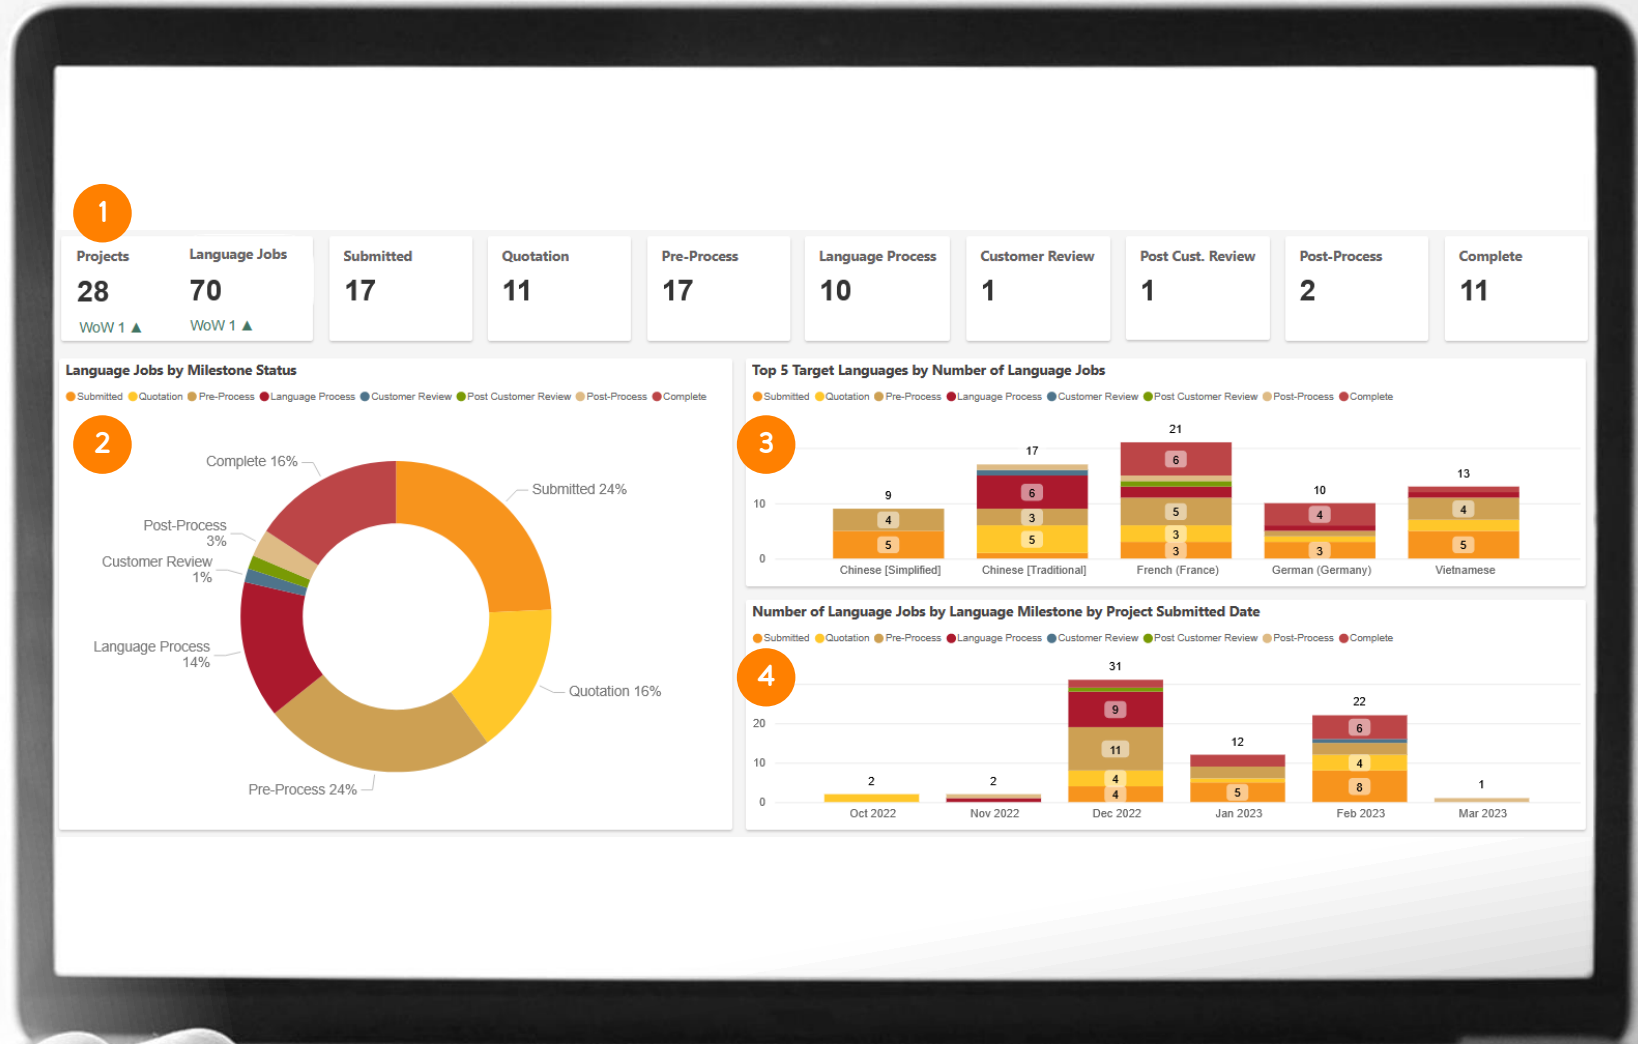 1
Projects
28
WoW 1 ▲
Language Jobs
70
WoW 1 ▲
Submitted
17
Quotation
11
Pre-Process
17
Language Process
10
Customer Review
1
Post Cust. Review
1
Post-Process
2
Complete
11
Language Jobs by Milestone Status
Submitted Quotation Pre-Process Language Process Customer Review Post Customer Review Post-Process Complete
2
Complete 16%
Submitted 24%
Post-Process
3%
Customer Review
1%
Language Process
14%
Quotation 16%
Pre-Process 24%
Top 5 Target Languages by Number of Language Jobs
Submitted Quotation Pre-Process Language Process Customer Review Post Customer Review Post-Process Complete
3
10
0
9
4
5
17
6
3
5
21
6
5
3
3
10
4
3
13
4
5
Chinese [Simplified] Chinese [Traditional] French (France) German (Germany) Vietnamese
Number of Language Jobs by Language Milestone by Project Submitted Date
Submitted Quotation Pre-Process Language Process Customer Review Post Customer Review Post-Process Complete
4
20
10
0
2
2
31
9
11
4
4
12
5
22
6
4
8
1
Oct 2022 Nov 2022 Dec 2022 Jan 2023 Feb 2023 Mar 2023